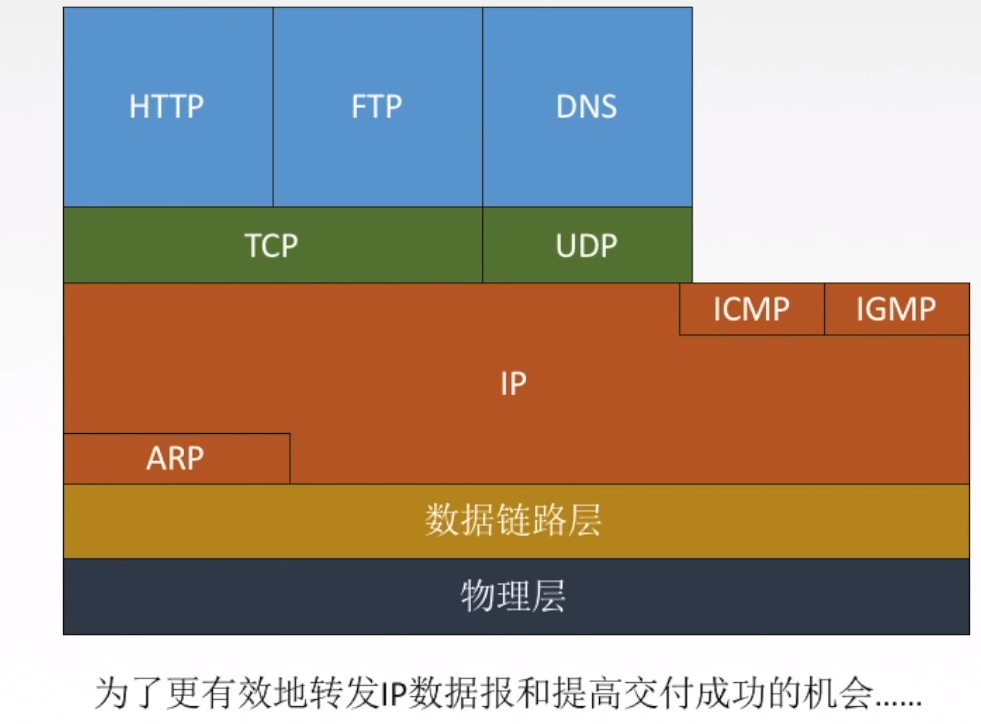 HTTP FTP DNS
TCP UDP
ICMP IGMP
IP
ARP
数据链路层
物理层
为了更有效地转发IP数据报和提高交付成功的机会……